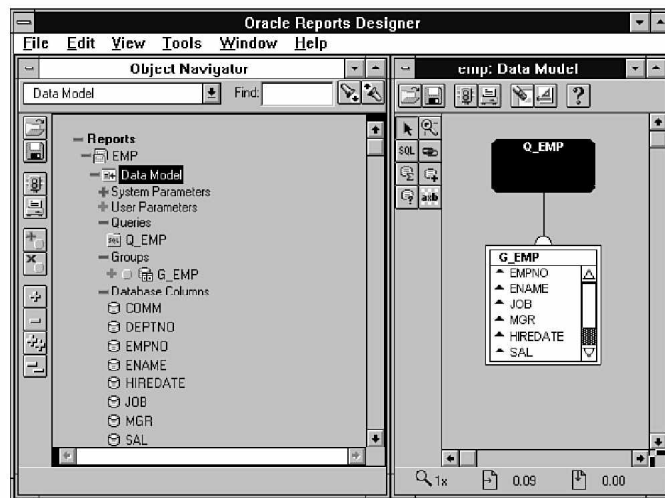 Oracle Reports Designer
File Edit View Tools Window Help
Object Navigator
Data Model
Find:
Reports
EMP
Data Model
System Parameters
User Parameters
Queries
SQL Q_EMP
Groups
G_EMP
Database Columns
COMM
DEPTNO
EMPNO
ENAME
HIREDATE
JOB
MGR
SAL
emp: Data Model
SQL
Q_EMP
G_EMP
EMPNO
ENAME
JOB
MGR
HIREDATE
SAL
1x 0.09 0.00